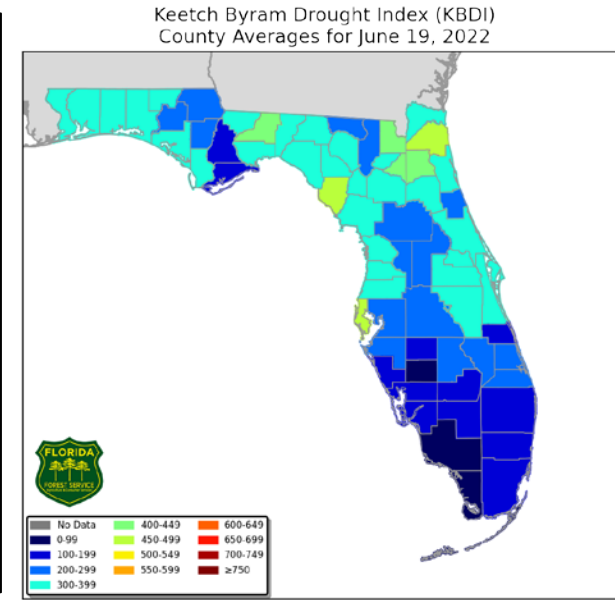 Keetch Byram Drought Index (KBDI)
County Averages for June 19, 2022
FLORIDA
FOREST SERVICE
No Data
0-99
100-199
200-299
300-399
400-449
450-499
500-549
550-599
600-649
650-699
700-749
≥750